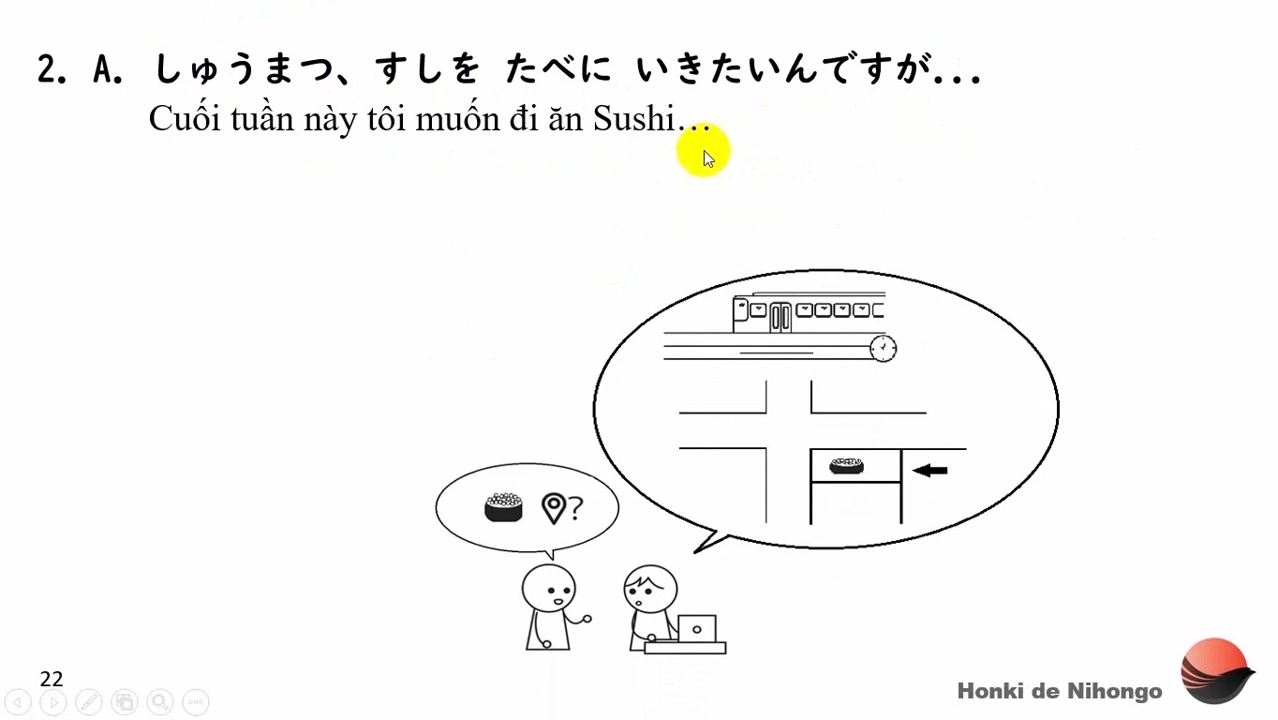 2. A. しゅうまつ、すしを たべに いきたいんですが...
Cuối tuần này tôi muốn đi ăn Sushi…
?
22
Honki de Nihongo